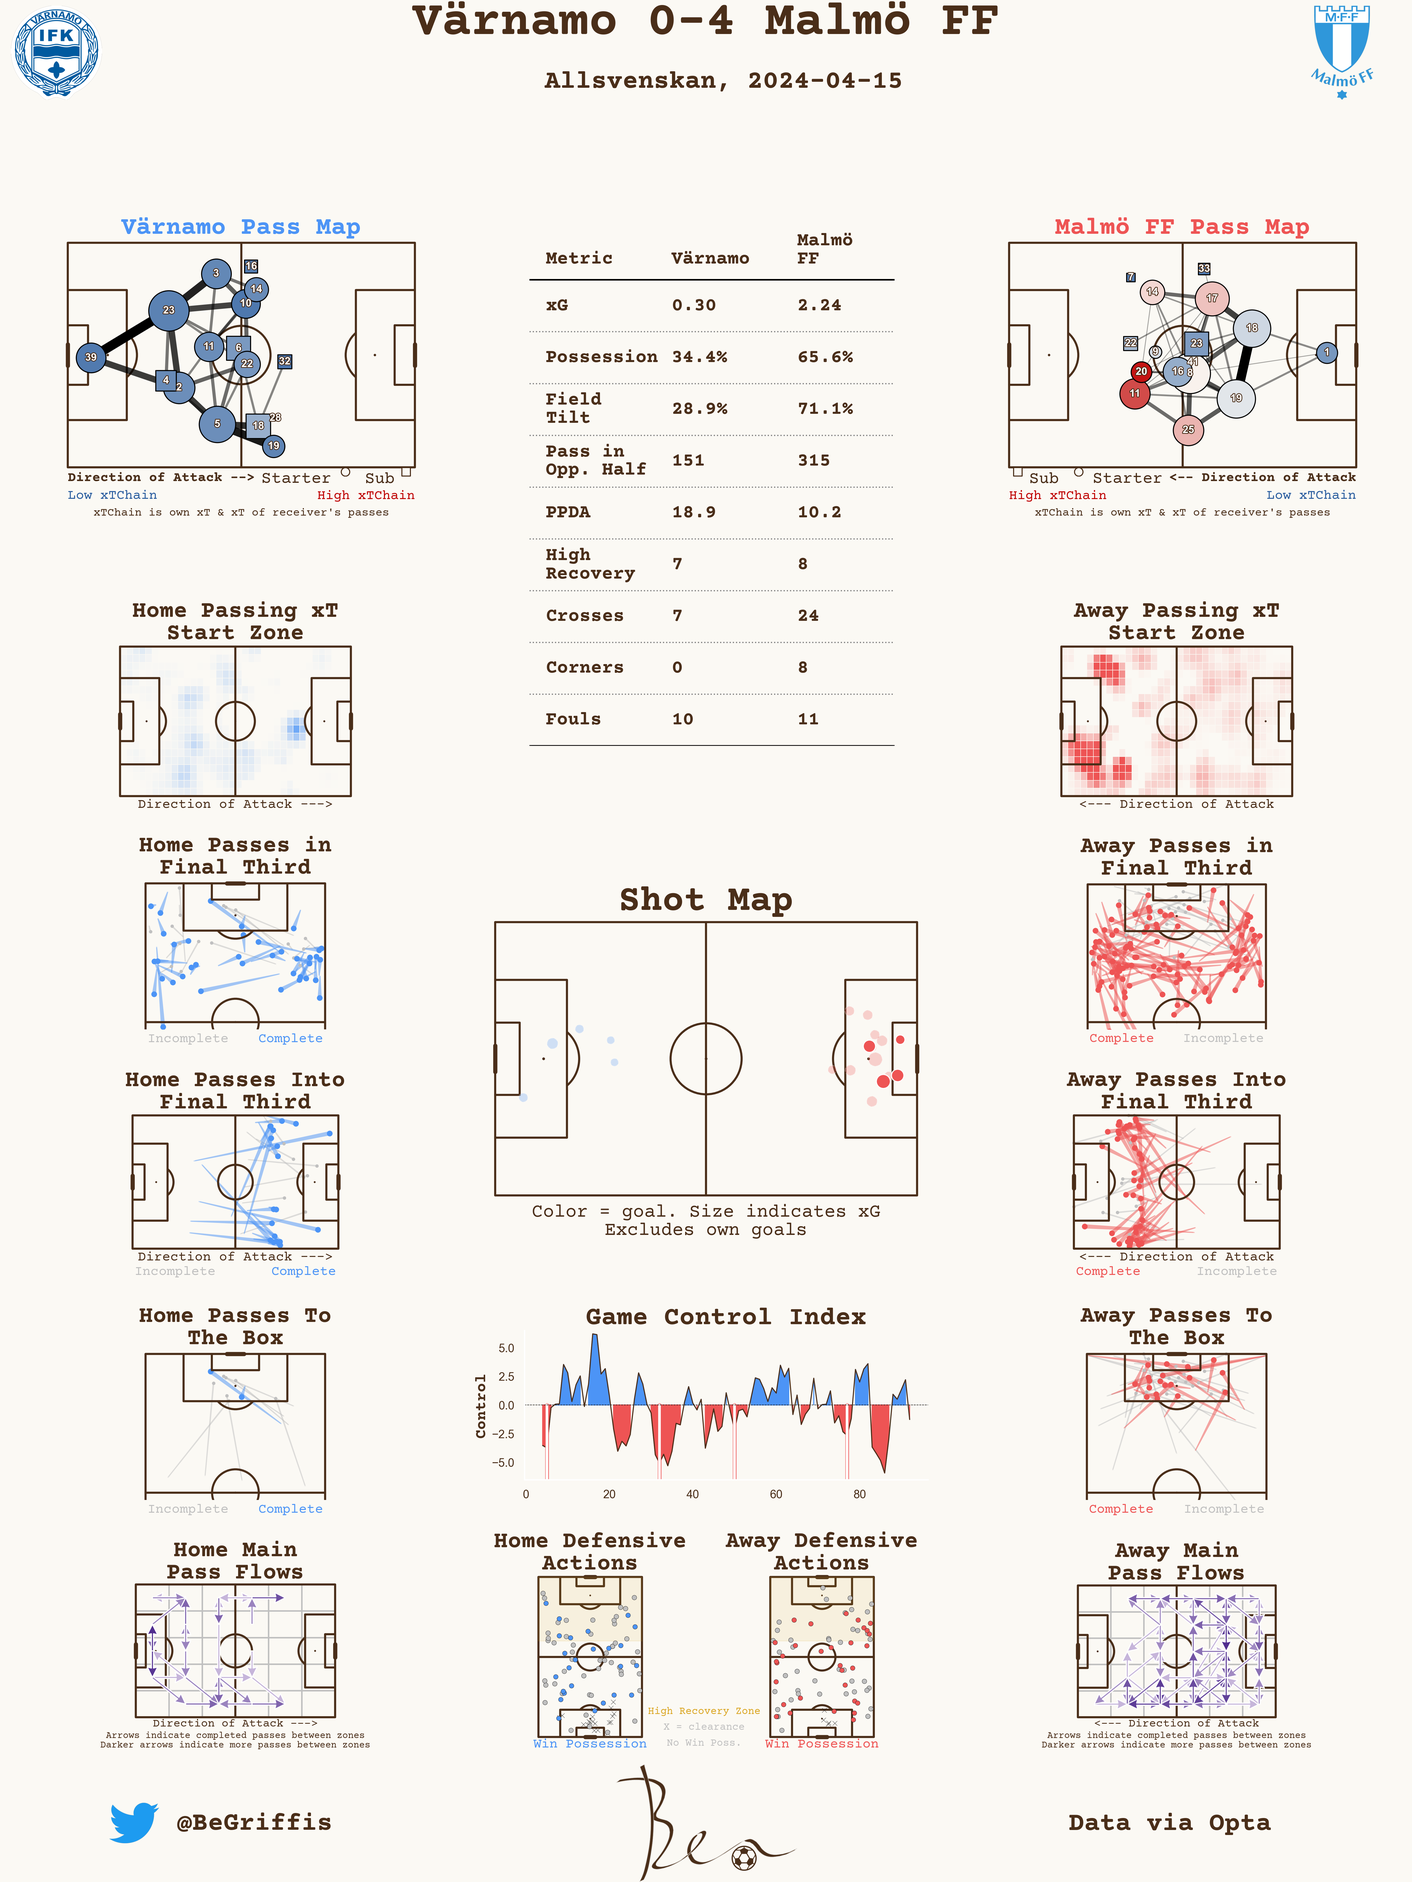 Värnamo 0-4 Malmö FF
Allsvenskan, 2024-04-15
VÄRNAMO
IFK
M·F·F
Malmö FF
Värnamo Pass Map
3
16
14
10
23
11
6
39
22
32
4
2
5
18
28
19
Direction of Attack --> Starter Sub
Low xTChain High xTChain
xTChain is own xT & xT of receiver's passes
Metric Värnamo Malmö FF
xG 0.30 2.24
Possession 34.4% 65.6%
Field Tilt 28.9% 71.1%
Pass in Opp. Half 151 315
PPDA 18.9 10.2
High Recovery 7 8
Crosses 7 24
Corners 0 8
Fouls 10 11
Malmö FF Pass Map
7
33
14
17
18
22
23
9
1
41
20
16
8
11
19
25
Sub Starter <-- Direction of Attack
High xTChain Low xTChain
xTChain is own xT & xT of receiver's passes
Home Passing xT
Start Zone
Direction of Attack --->
Away Passing xT
Start Zone
<--- Direction of Attack
Home Passes in
Final Third
Incomplete Complete
Away Passes in
Final Third
Complete Incomplete
Shot Map
Color = goal. Size indicates xG
Excludes own goals
Home Passes Into
Final Third
Direction of Attack --->
Incomplete Complete
Away Passes Into
Final Third
<--- Direction of Attack
Complete Incomplete
Home Passes To
The Box
Incomplete Complete
Game Control Index
Control
5.0
2.5
0.0
−2.5
−5.0
0 20 40 60 80
Away Passes To
The Box
Complete Incomplete
Home Main
Pass Flows
Direction of Attack --->
Arrows indicate completed passes between zones
Darker arrows indicate more passes between zones
Home Defensive
Actions
Win Possession
Away Defensive
Actions
Win Possession
High Recovery Zone
X = clearance
No Win Poss.
Away Main
Pass Flows
<--- Direction of Attack
Arrows indicate completed passes between zones
Darker arrows indicate more passes between zones
@BeGriffis
Ben
Data via Opta